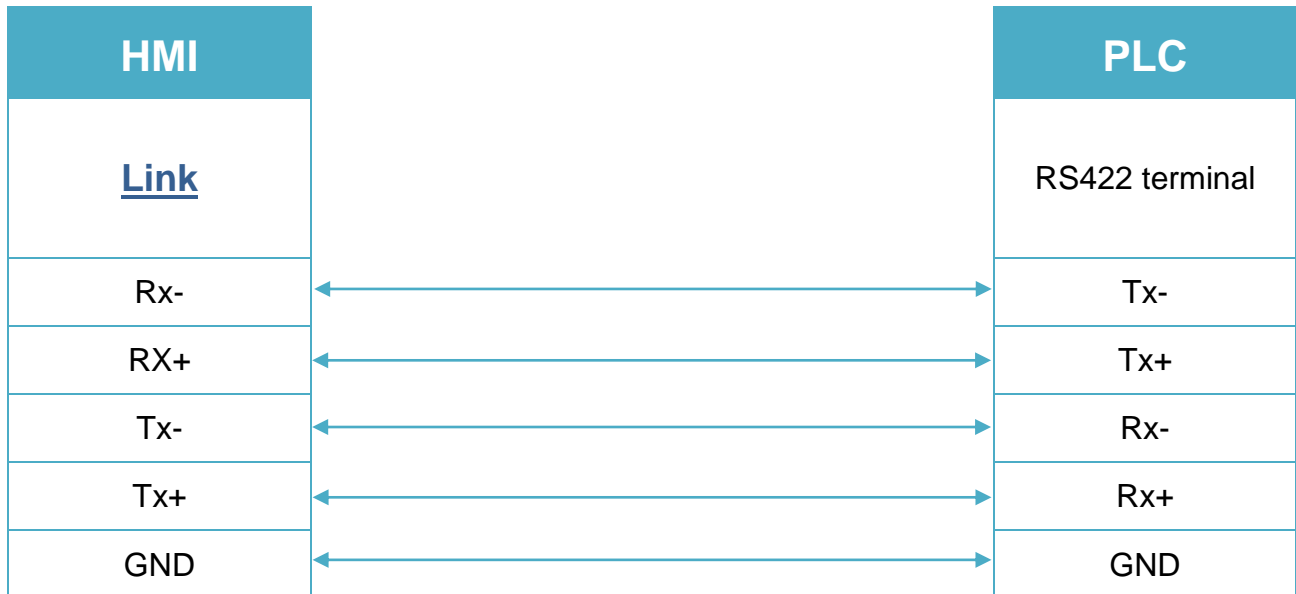 HMI PLC
Link RS422 terminal
Rx- Tx-
RX+ Tx+
Tx- Rx-
Tx+ Rx+
GND GND